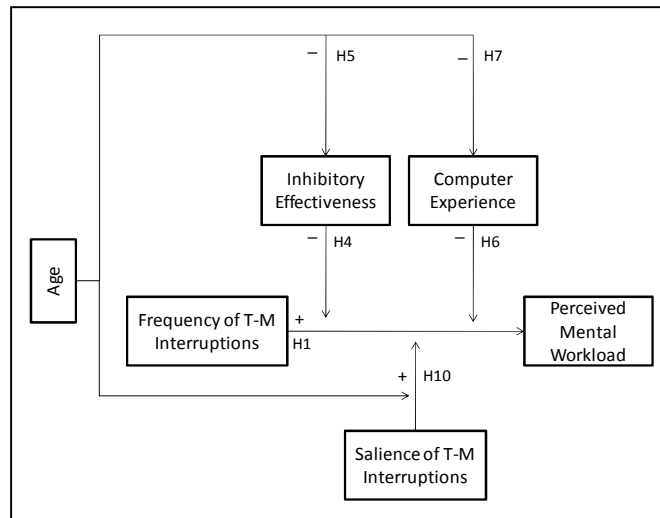 – H5
– H7
Inhibitory
Effectiveness
Computer
Experience
– H4
– H6
Age
Frequency of T-M
Interruptions
+
H1
Perceived
Mental
Workload
+ H10
Salience of T-M
Interruptions